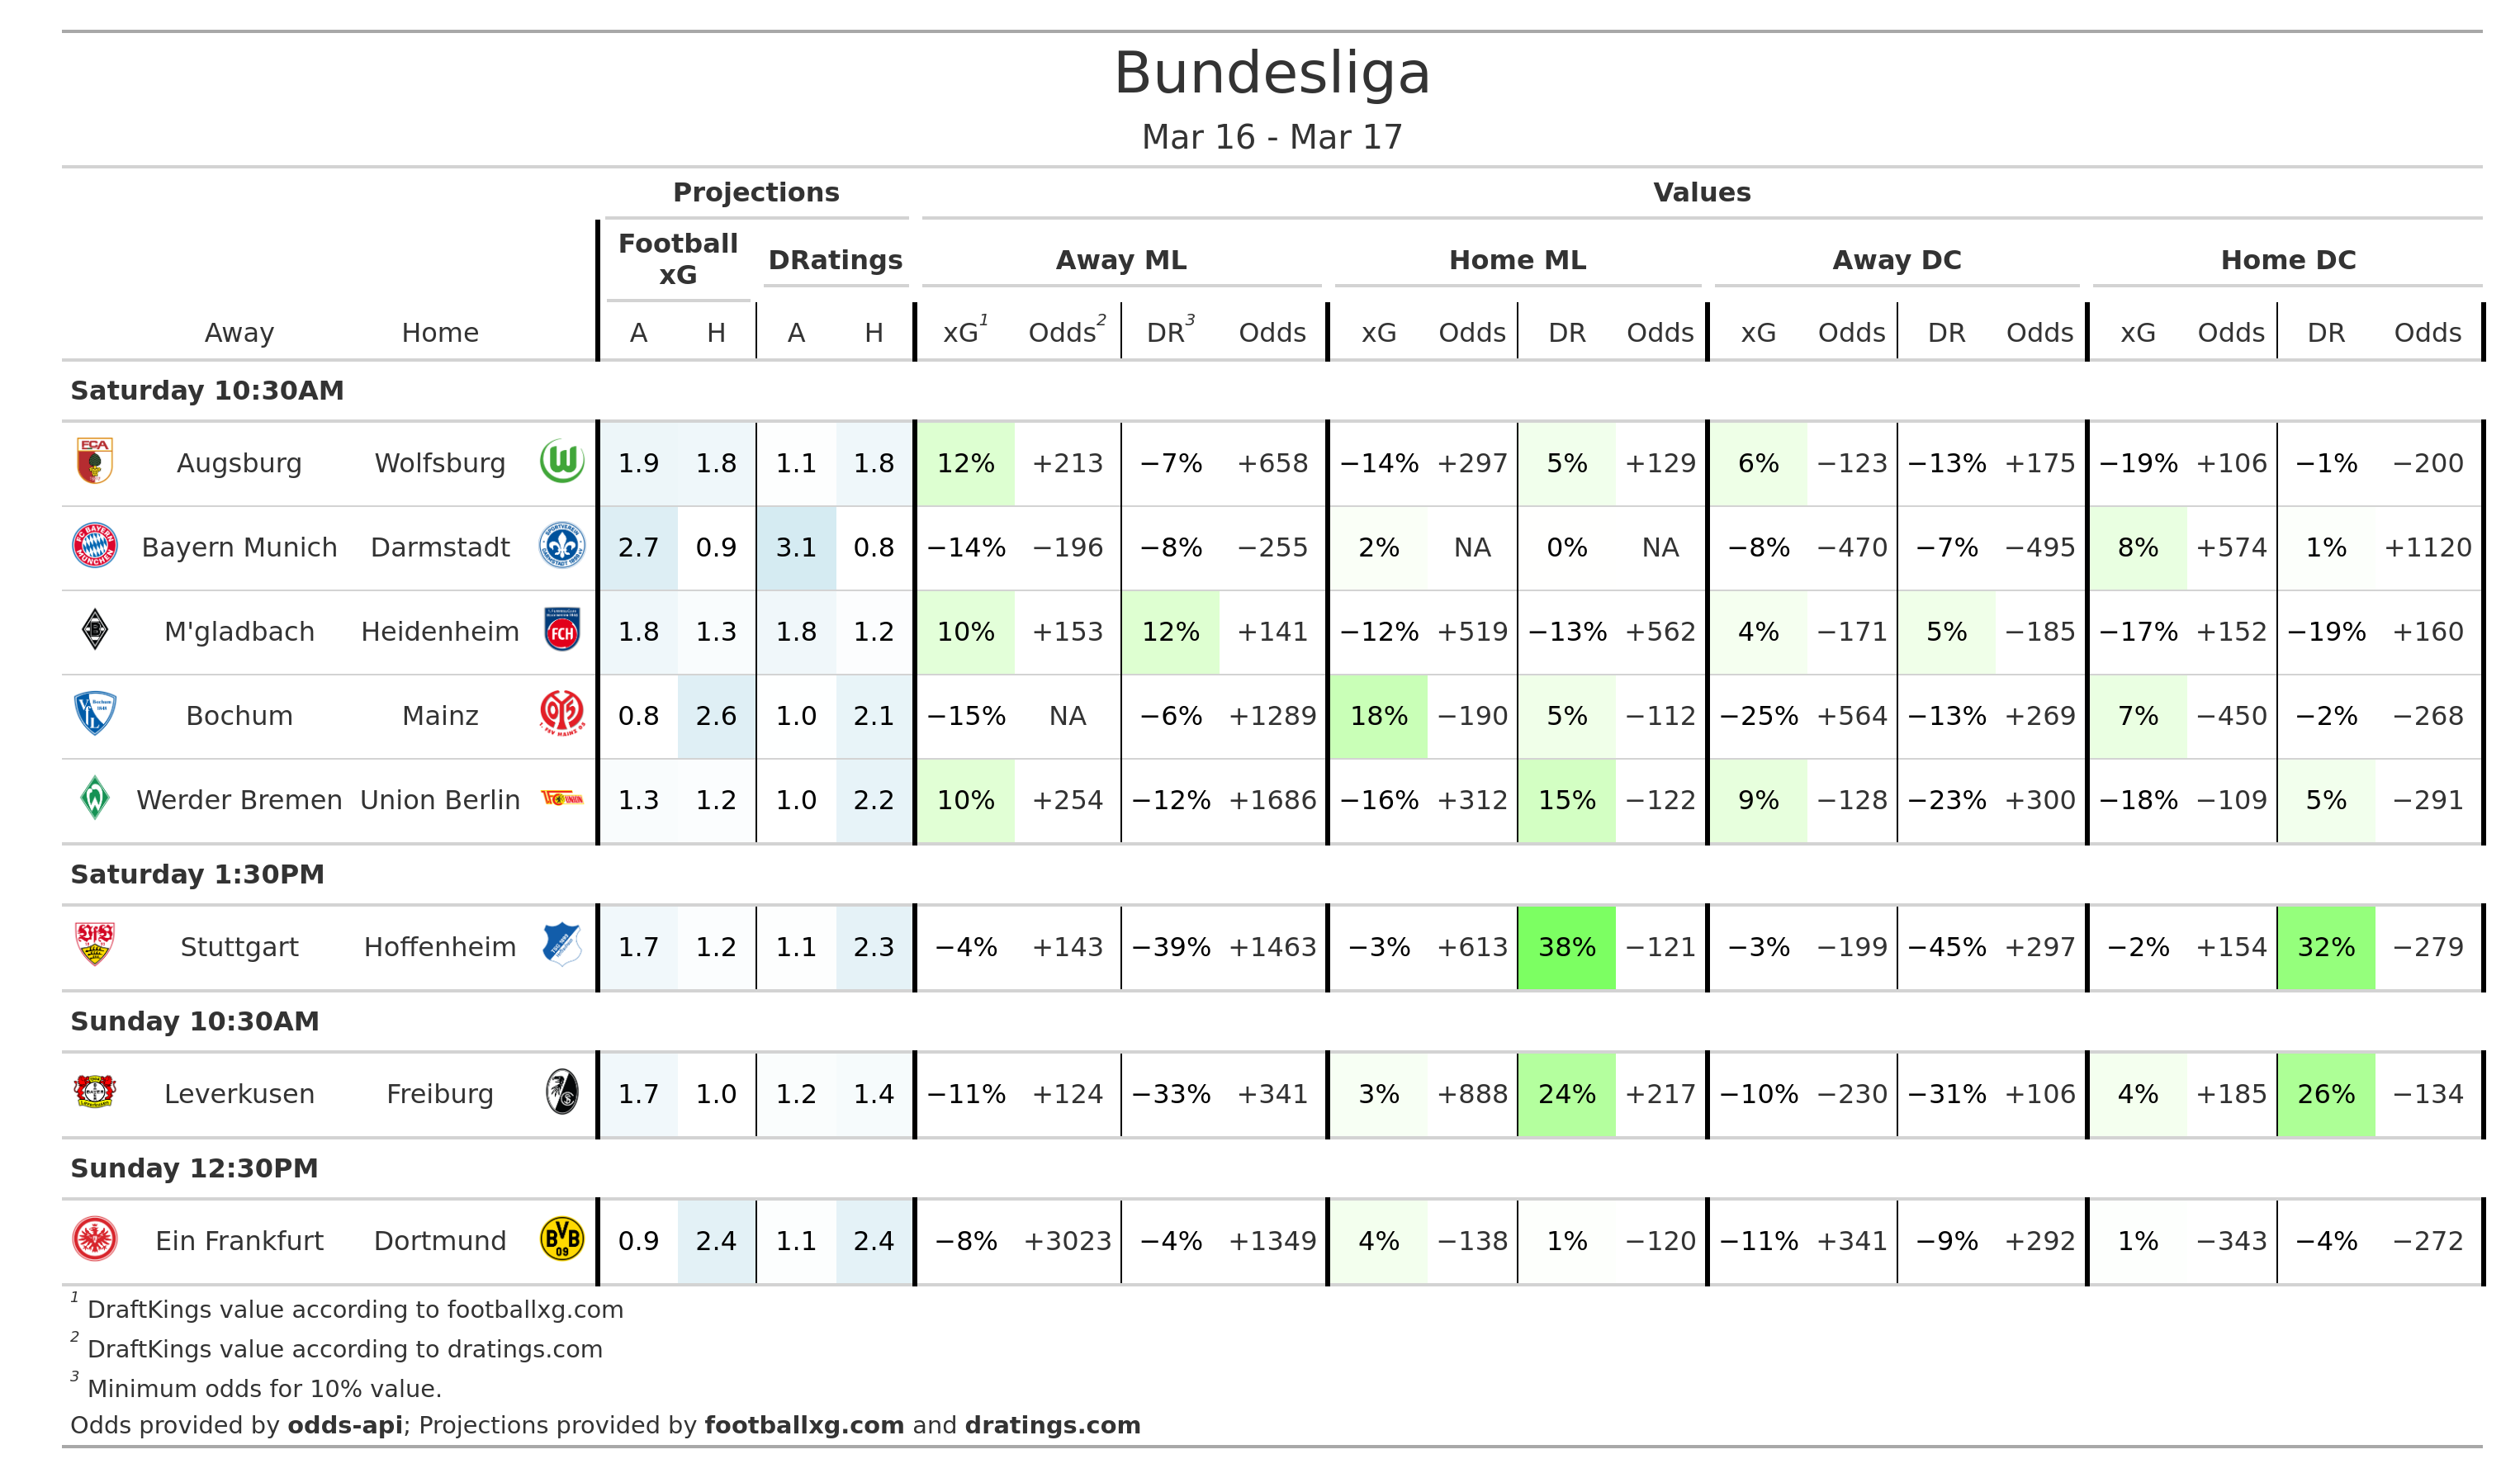 Bundesliga
Mar 16 - Mar 17
Projections Values
Football xG DRatings Away ML Home ML Away DC Home DC
Away Home A H A H xG1 Odds2 DR3 Odds xG Odds DR Odds xG Odds DR Odds xG Odds DR Odds
Saturday 10:30AM
Augsburg Wolfsburg 1.9 1.8 1.1 1.8 12% +213 −7% +658 −14% +297 5% +129 6% −123 −13% +175 −19% +106 −1% −200
Bayern Munich Darmstadt 2.7 0.9 3.1 0.8 −14% −196 −8% −255 2% NA 0% NA −8% −470 −7% −495 8% +574 1% +1120
M'gladbach Heidenheim 1.8 1.3 1.8 1.2 10% +153 12% +141 −12% +519 −13% +562 4% −171 5% −185 −17% +152 −19% +160
Bochum Mainz 0.8 2.6 1.0 2.1 −15% NA −6% +1289 18% −190 5% −112 −25% +564 −13% +269 7% −450 −2% −268
Werder Bremen Union Berlin 1.3 1.2 1.0 2.2 10% +254 −12% +1686 −16% +312 15% −122 9% −128 −23% +300 −18% −109 5% −291
Saturday 1:30PM
Stuttgart Hoffenheim 1.7 1.2 1.1 2.3 −4% +143 −39% +1463 −3% +613 38% −121 −3% −199 −45% +297 −2% +154 32% −279
Sunday 10:30AM
Leverkusen Freiburg 1.7 1.0 1.2 1.4 −11% +124 −33% +341 3% +888 24% +217 −10% −230 −31% +106 4% +185 26% −134
Sunday 12:30PM
Ein Frankfurt Dortmund 0.9 2.4 1.1 2.4 −8% +3023 −4% +1349 4% −138 1% −120 −11% +341 −9% +292 1% −343 −4% −272
1 DraftKings value according to footballxg.com
2 DraftKings value according to dratings.com
3 Minimum odds for 10% value.
Odds provided by odds-api; Projections provided by footballxg.com and dratings.com